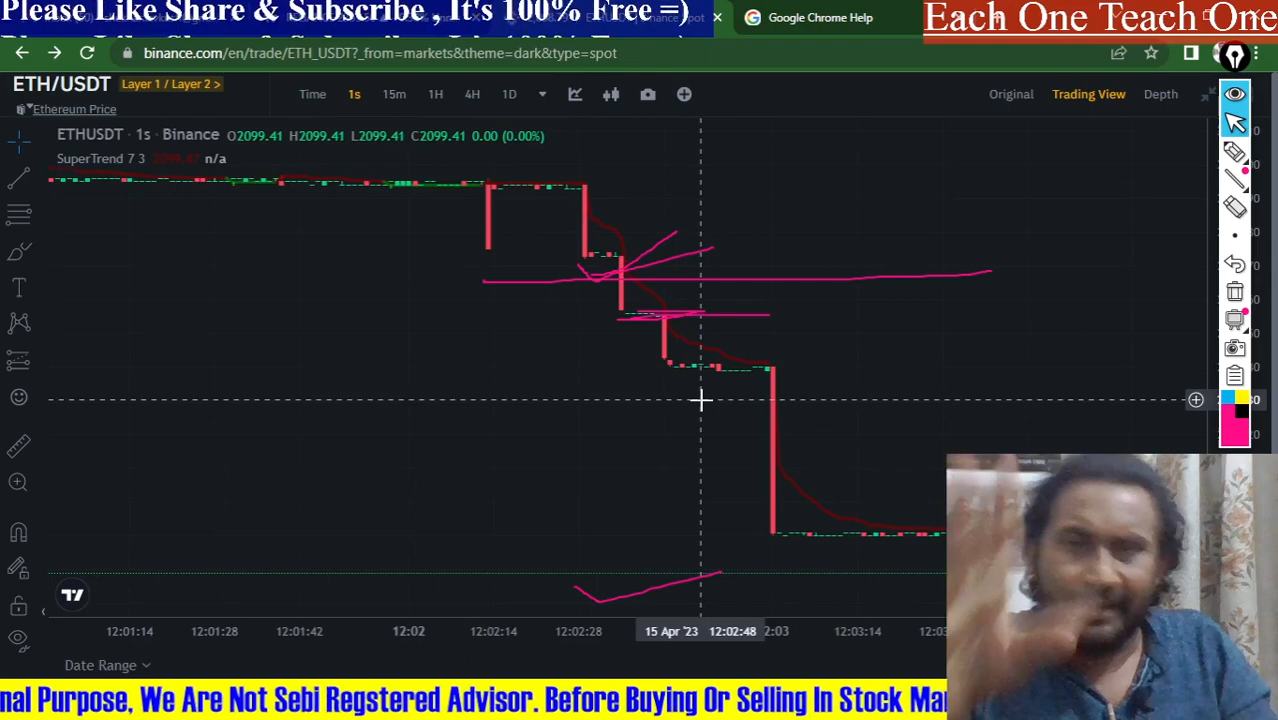 Please Like Share & Subscribe , It's 100% Free =)
Google Chrome Help
Each One Teach One
binance.com/en/trade/ETH_USDT?_from=markets&theme=dark&type=spot
ETH/USDT
Layer 1 / Layer 2 >
Ethereum Price
Time 1s 15m 1H 4H 1D
Original Trading View Depth
ETHUSDT · 1s · Binance O2099.41 H2099.41 L2099.41 C2099.41 0.00 (0.00%)
SuperTrend 7 3 2099.47 n/a
12:01:14 12:01:28 12:01:42 12:02 12:02:14 12:02:28 15 Apr '23 12:02:48 2:03 12:03:14
Date Range
nal Purpose, We Are Not Sebi Regstered Advisor. Before Buying Or Selling In Stock Ma